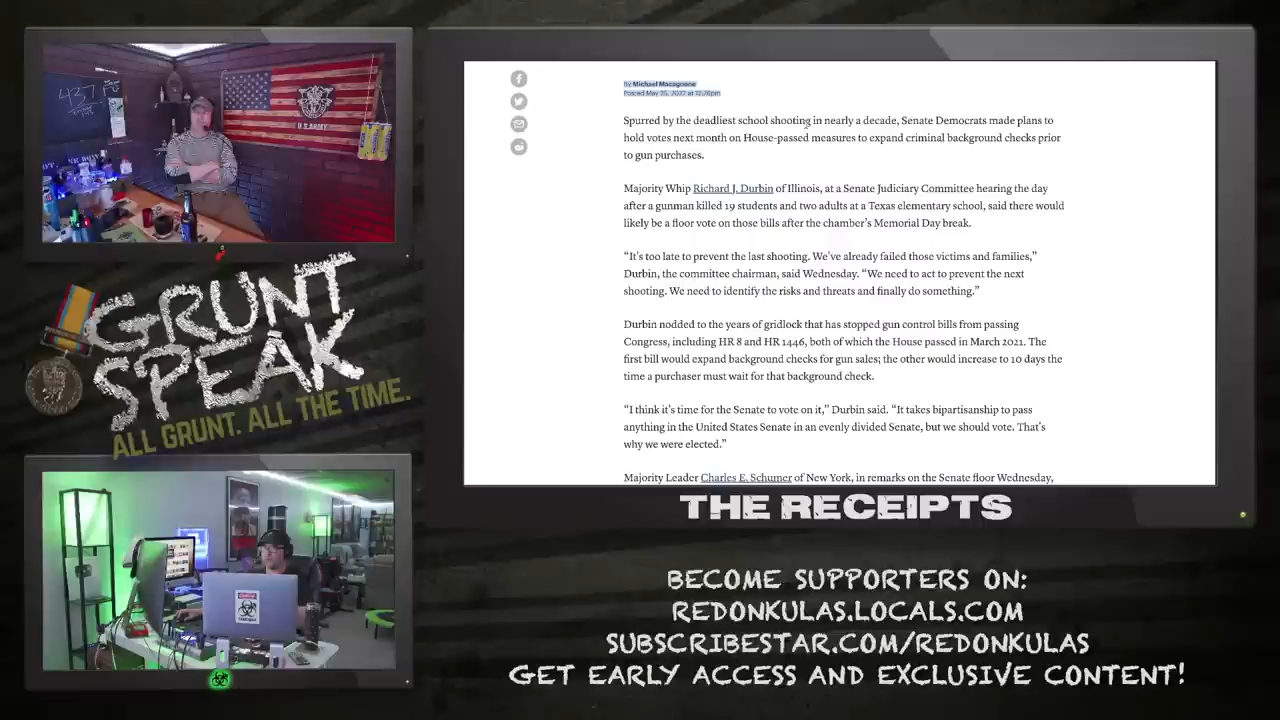 437
U.S. ARMY
GRUNT
SPEAK
ALL GRUNT. ALL THE TIME.
By Michael Macagnone
Posted May 25, 2022 at 12:26pm
Spurred by the deadliest school shooting in nearly a decade, Senate Democrats made plans to
hold votes next month on House-passed measures to expand criminal background checks prior
to gun purchases.
Majority Whip Richard J. Durbin of Illinois, at a Senate Judiciary Committee hearing the day
after a gunman killed 19 students and two adults at a Texas elementary school, said there would
likely be a floor vote on those bills after the chamber’s Memorial Day break.
“It’s too late to prevent the last shooting. We’ve already failed those victims and families,”
Durbin, the committee chairman, said Wednesday. “We need to act to prevent the next
shooting. We need to identify the risks and threats and finally do something.”
Durbin nodded to the years of gridlock that has stopped gun control bills from passing
Congress, including HR 8 and HR 1446, both of which the House passed in March 2021. The
first bill would expand background checks for gun sales; the other would increase to 10 days the
time a purchaser must wait for that background check.
“I think it’s time for the Senate to vote on it,” Durbin said. “It takes bipartisanship to pass
anything in the United States Senate in an evenly divided Senate, but we should vote. That’s
why we were elected.”
Majority Leader Charles E. Schumer of New York, in remarks on the Senate floor Wednesday,
THE RECEIPTS
BECOME SUPPORTERS ON:
REDONKULAS.LOCALS.COM
SUBSCRIBESTAR.COM/REDONKULAS
GET EARLY ACCESS AND EXCLUSIVE CONTENT!